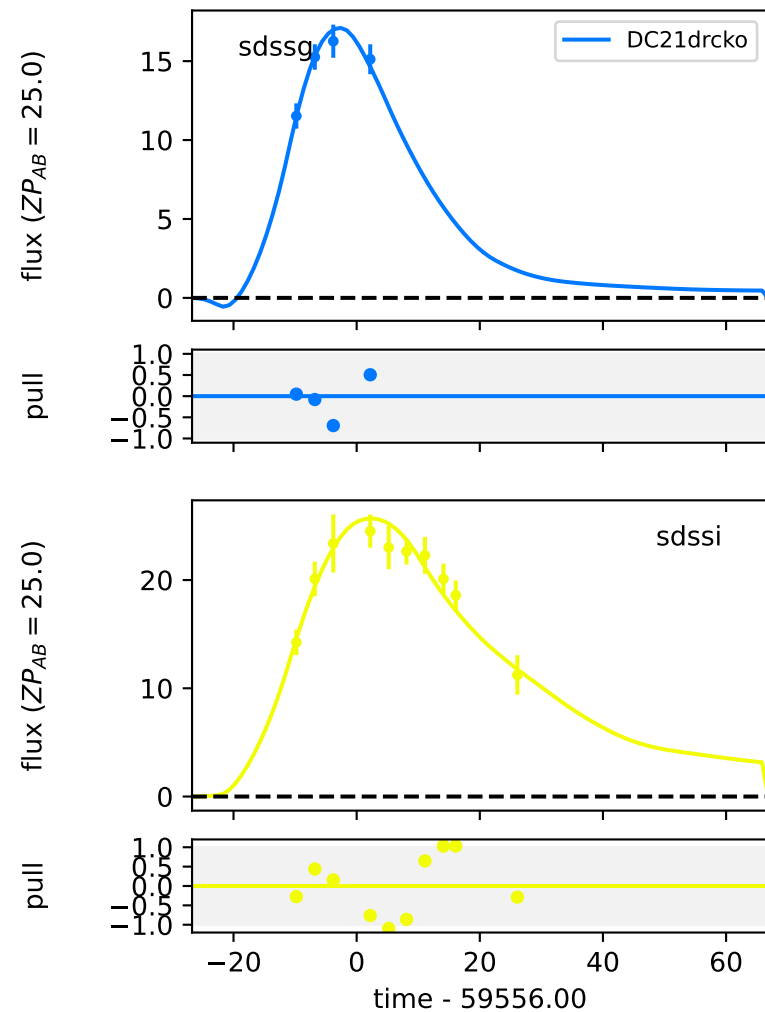 sdssg
DC21drcko
flux (ZP_AB = 25.0)
15
10
5
0
pull
1.0
0.5
0.0
−0.5
−1.0
sdssi
flux (ZP_AB = 25.0)
20
10
0
pull
1.0
0.5
0.0
−0.5
−1.0
−20 0 20 40 60
time - 59556.00